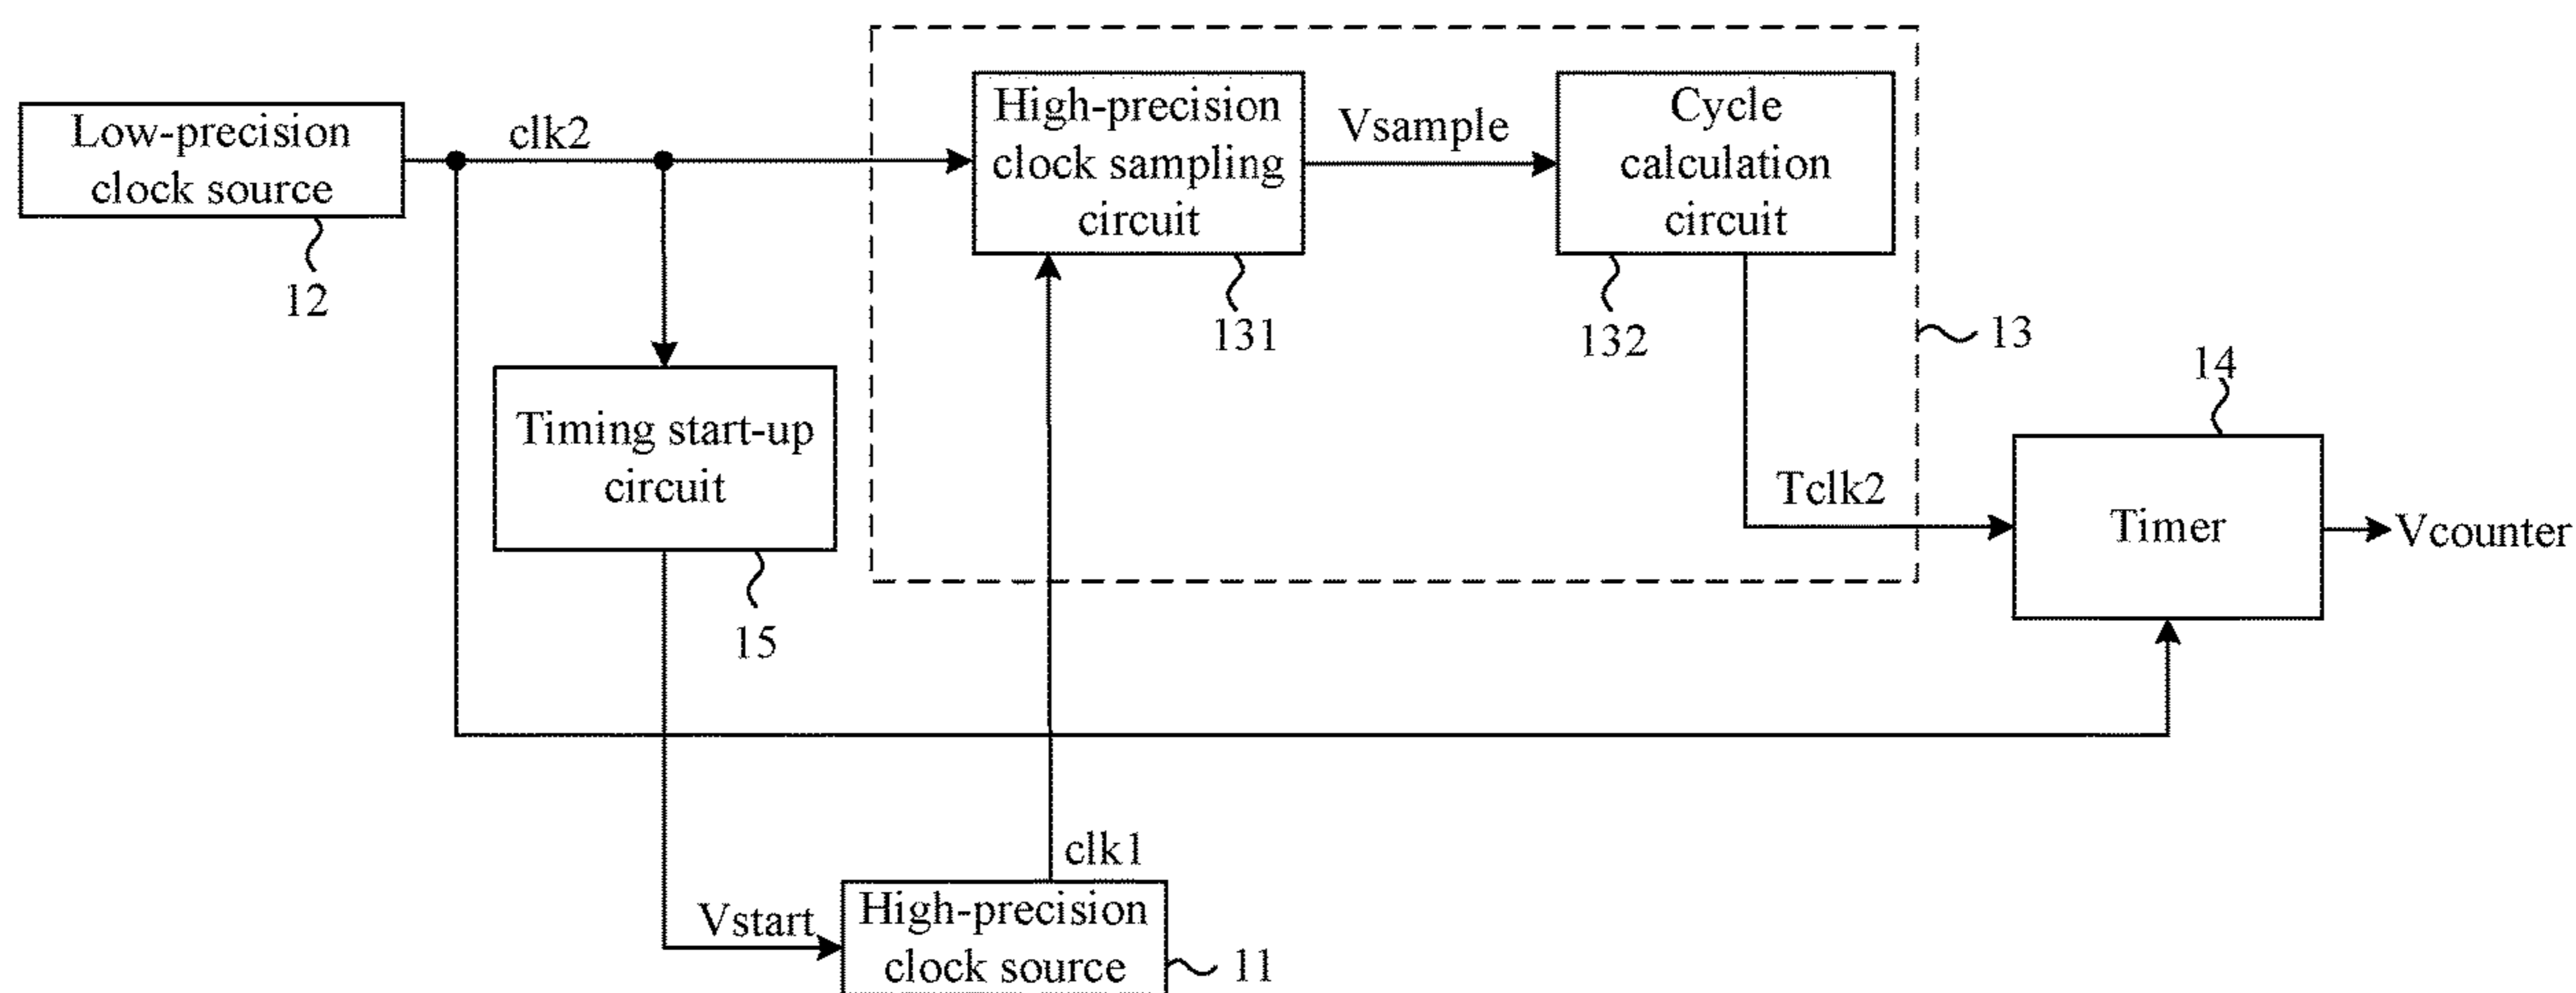 Low-precision
clock source
12
clk2
High-precision
clock sampling
circuit
131
Vsample
Cycle
calculation
circuit
132
13
Timing start-up
circuit
15
Tclk2
14
Timer
Vcounter
Vstart
clk1
High-precision
clock source
11